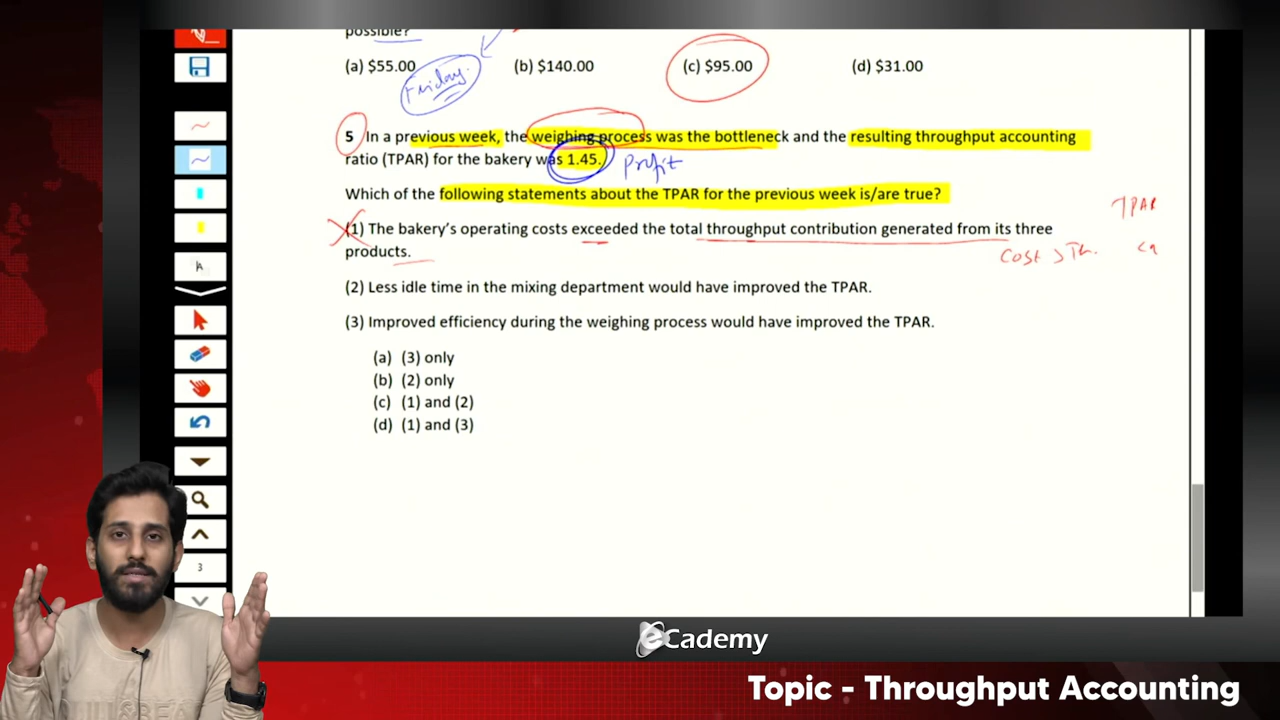 possible?
(a) $55.00 (b) $140.00 (c) $95.00 (d) $31.00
Friday.
5 In a previous week, the weighing process was the bottleneck and the resulting throughput accounting
ratio (TPAR) for the bakery was 1.45. Profit
Which of the following statements about the TPAR for the previous week is/are true?
TPAR
(1) The bakery's operating costs exceeded the total throughput contribution generated from its three
products.
Cost > Th. <1
(2) Less idle time in the mixing department would have improved the TPAR.
(3) Improved efficiency during the weighing process would have improved the TPAR.
(a) (3) only
(b) (2) only
(c) (1) and (2)
(d) (1) and (3)
3
eCademy
Topic - Throughput Accounting